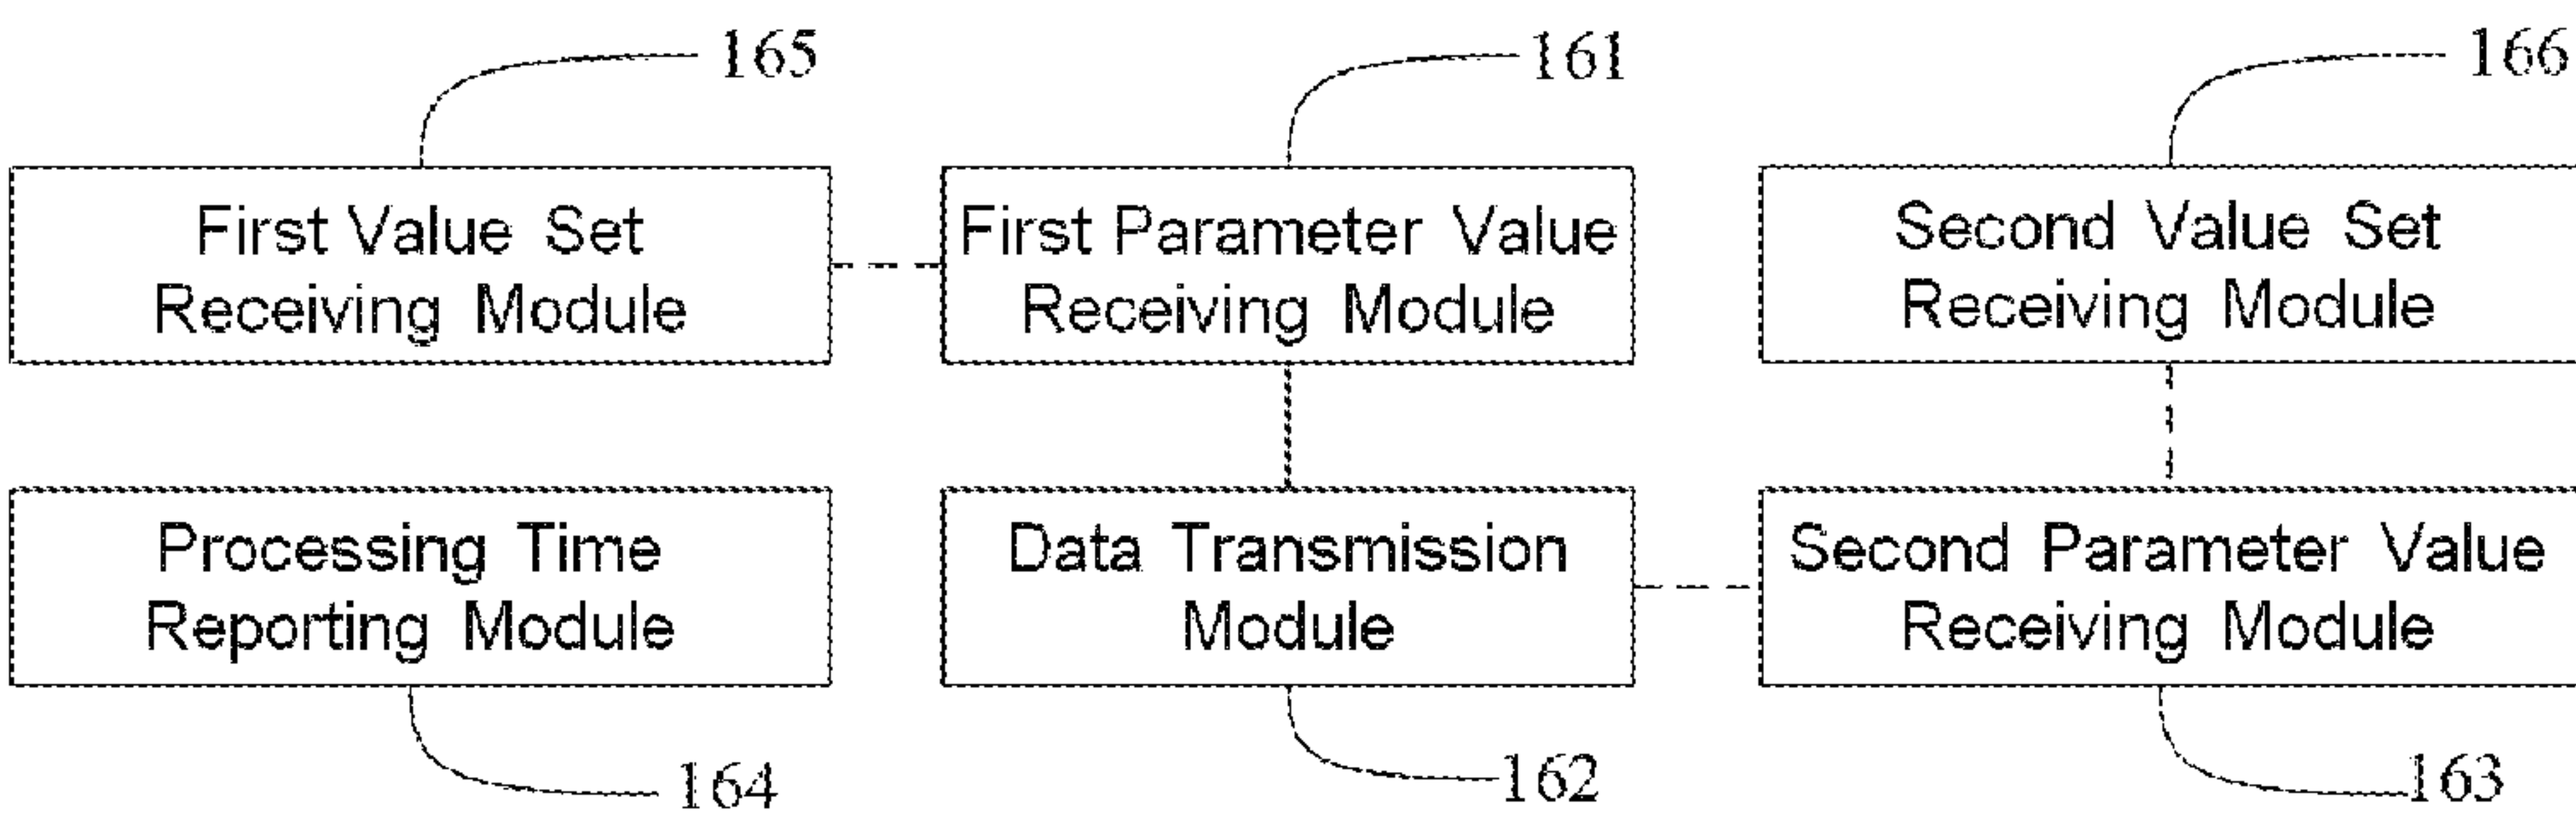 165
161
166
First Value Set
Receiving Module
First Parameter Value
Receiving Module
Second Value Set
Receiving Module
Processing Time
Reporting Module
Data Transmission
Module
Second Parameter Value
Receiving Module
164
162
163